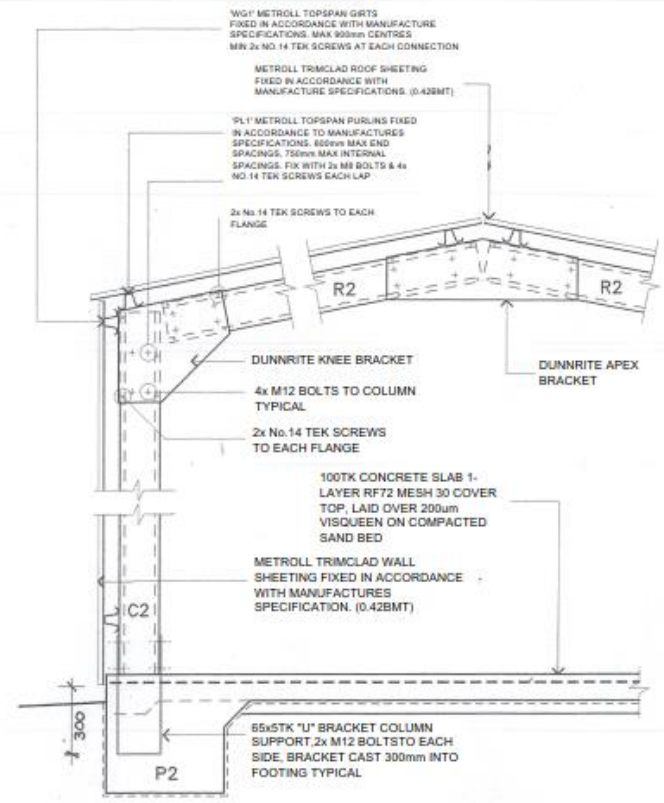 'WG1' METROLL TOPSPAN GIRTS
FIXED IN ACCORDANCE WITH MANUFACTURE
SPECIFICATIONS. MAX 900mm CENTRES
MIN 2x NO.14 TEK SCREWS AT EACH CONNECTION
METROLL TRIMCLAD ROOF SHEETING
FIXED IN ACCORDANCE WITH
MANUFACTURE SPECIFICATIONS. (0.42BMT)
'PL1' METROLL TOPSPAN PURLINS FIXED
IN ACCORDANCE TO MANUFACTURES
SPECIFICATIONS. 600mm MAX END
SPACINGS, 750mm MAX INTERNAL
SPACINGS. FIX WITH 2x M8 BOLTS & 4x
NO.14 TEK SCREWS EACH LAP
2x No.14 TEK SCREWS TO EACH
FLANGE
R2
R2
DUNNRITE KNEE BRACKET
DUNNRITE APEX
BRACKET
4x M12 BOLTS TO COLUMN
TYPICAL
2x No.14 TEK SCREWS
TO EACH FLANGE
100TK CONCRETE SLAB 1-
LAYER RF72 MESH 30 COVER
TOP, LAID OVER 200um
VISQUEEN ON COMPACTED
SAND BED
METROLL TRIMCLAD WALL
SHEETING FIXED IN ACCORDANCE
WITH MANUFACTURES
SPECIFICATION. (0.42BMT)
C2
300
65x5TK "U" BRACKET COLUMN
SUPPORT,2x M12 BOLTSTO EACH
SIDE, BRACKET CAST 300mm INTO
FOOTING TYPICAL
P2